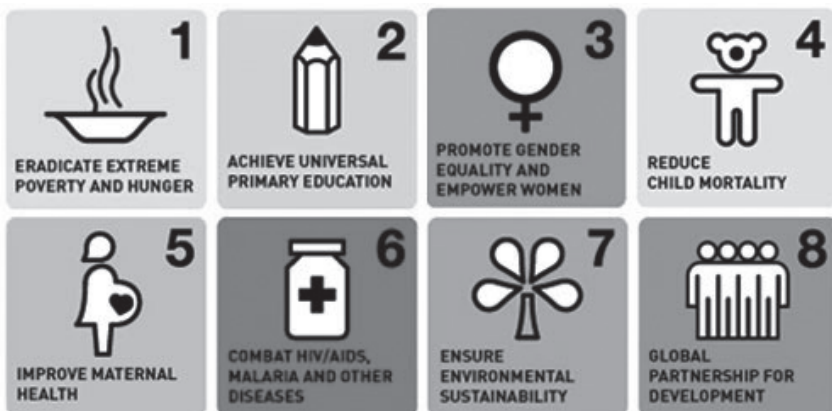 1
ERADICATE EXTREME
POVERTY AND HUNGER
2
ACHIEVE UNIVERSAL
PRIMARY EDUCATION
3
PROMOTE GENDER
EQUALITY AND
EMPOWER WOMEN
4
REDUCE
CHILD MORTALITY
5
IMPROVE MATERNAL
HEALTH
6
COMBAT HIV/AIDS,
MALARIA AND OTHER
DISEASES
7
ENSURE
ENVIRONMENTAL
SUSTAINABILITY
8
GLOBAL
PARTNERSHIP FOR
DEVELOPMENT